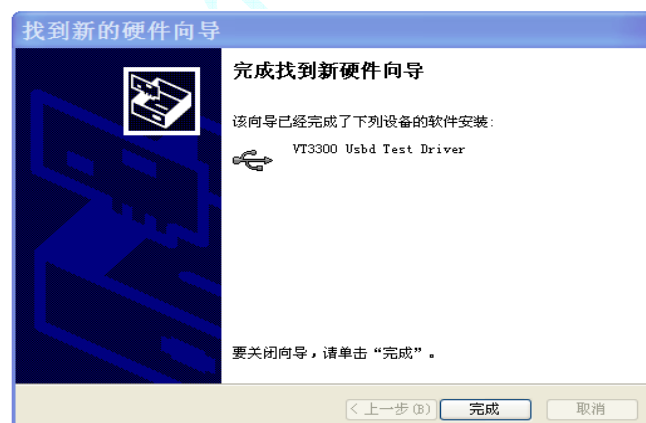 找到新的硬件向导
完成找到新硬件向导
该向导已经完成了下列设备的软件安装:
VT3300 Usbd Test Driver
要关闭向导，请单击“完成”。
< 上一步(B) 完成 取消